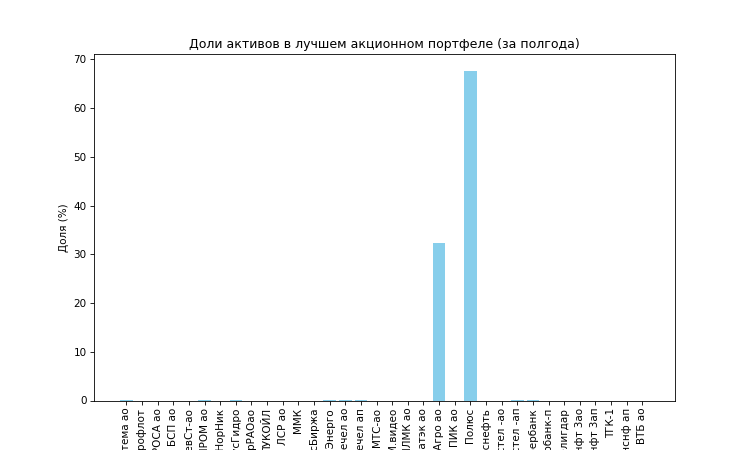 Доли активов в лучшем акционном портфеле (за полгода)
Доля (%)
70
60
50
40
30
20
10
0
тема ао
рофлот
РОСА ао
БСП ао
евСт-ао
ПРОМ ао
НорНик
сГидро
рРАОао
ЛУКОЙЛ
ЛСР ао
ММК
сБиржа
Энерго
ечел ао
ечел ап
МТС-ао
М.видео
ЛМК ао
атэк ао
Агро ао
ПИК ао
Полюс
снефть
стел -ао
стел -ап
ербанк
рбанк-п
лигдар
нфт 3ао
нфт 3ап
ТГК-1
нснф ап
ВТБ ао